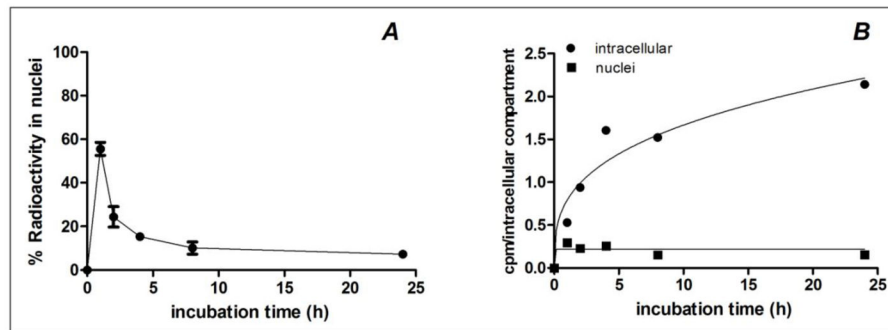 A
% Radioactivity in nuclei
100
80
60
40
20
0
0 5 10 15 20 25
incubation time (h)
B
● intracellular
■ nuclei
cpm/intracellular compartment
2.5
2.0
1.5
1.0
0.5
0.0
0 5 10 15 20 25
incubation time (h)